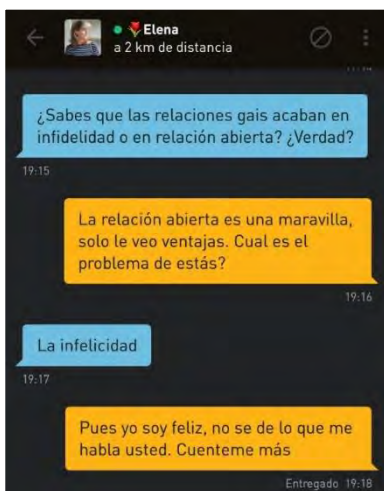 Elena
a 2 km de distancia
¿Sabes que las relaciones gais acaban en
infidelidad o en relación abierta? ¿Verdad?
19:15
La relación abierta es una maravilla,
solo le veo ventajas. Cual es el
problema de estás?
19:16
La infelicidad
19:17
Pues yo soy feliz, no se de lo que me
habla usted. Cuenteme más
Entregado 19:18